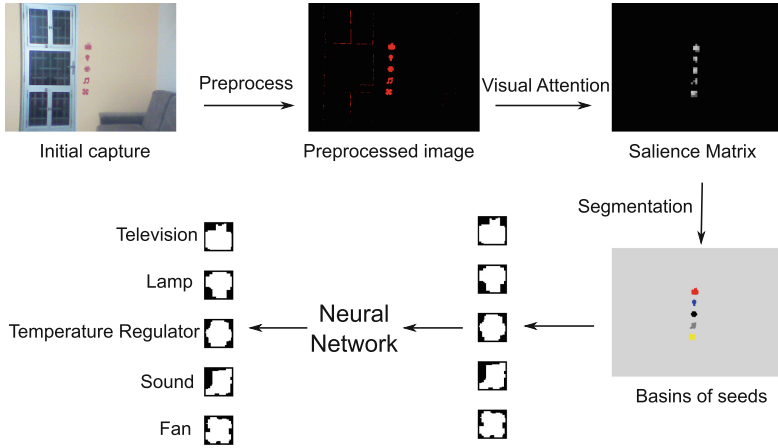 Preprocess
Visual Attention
Initial capture
Preprocessed image
Salience Matrix
Segmentation
Basins of seeds
Neural
Network
Television
Lamp
Temperature Regulator
Sound
Fan